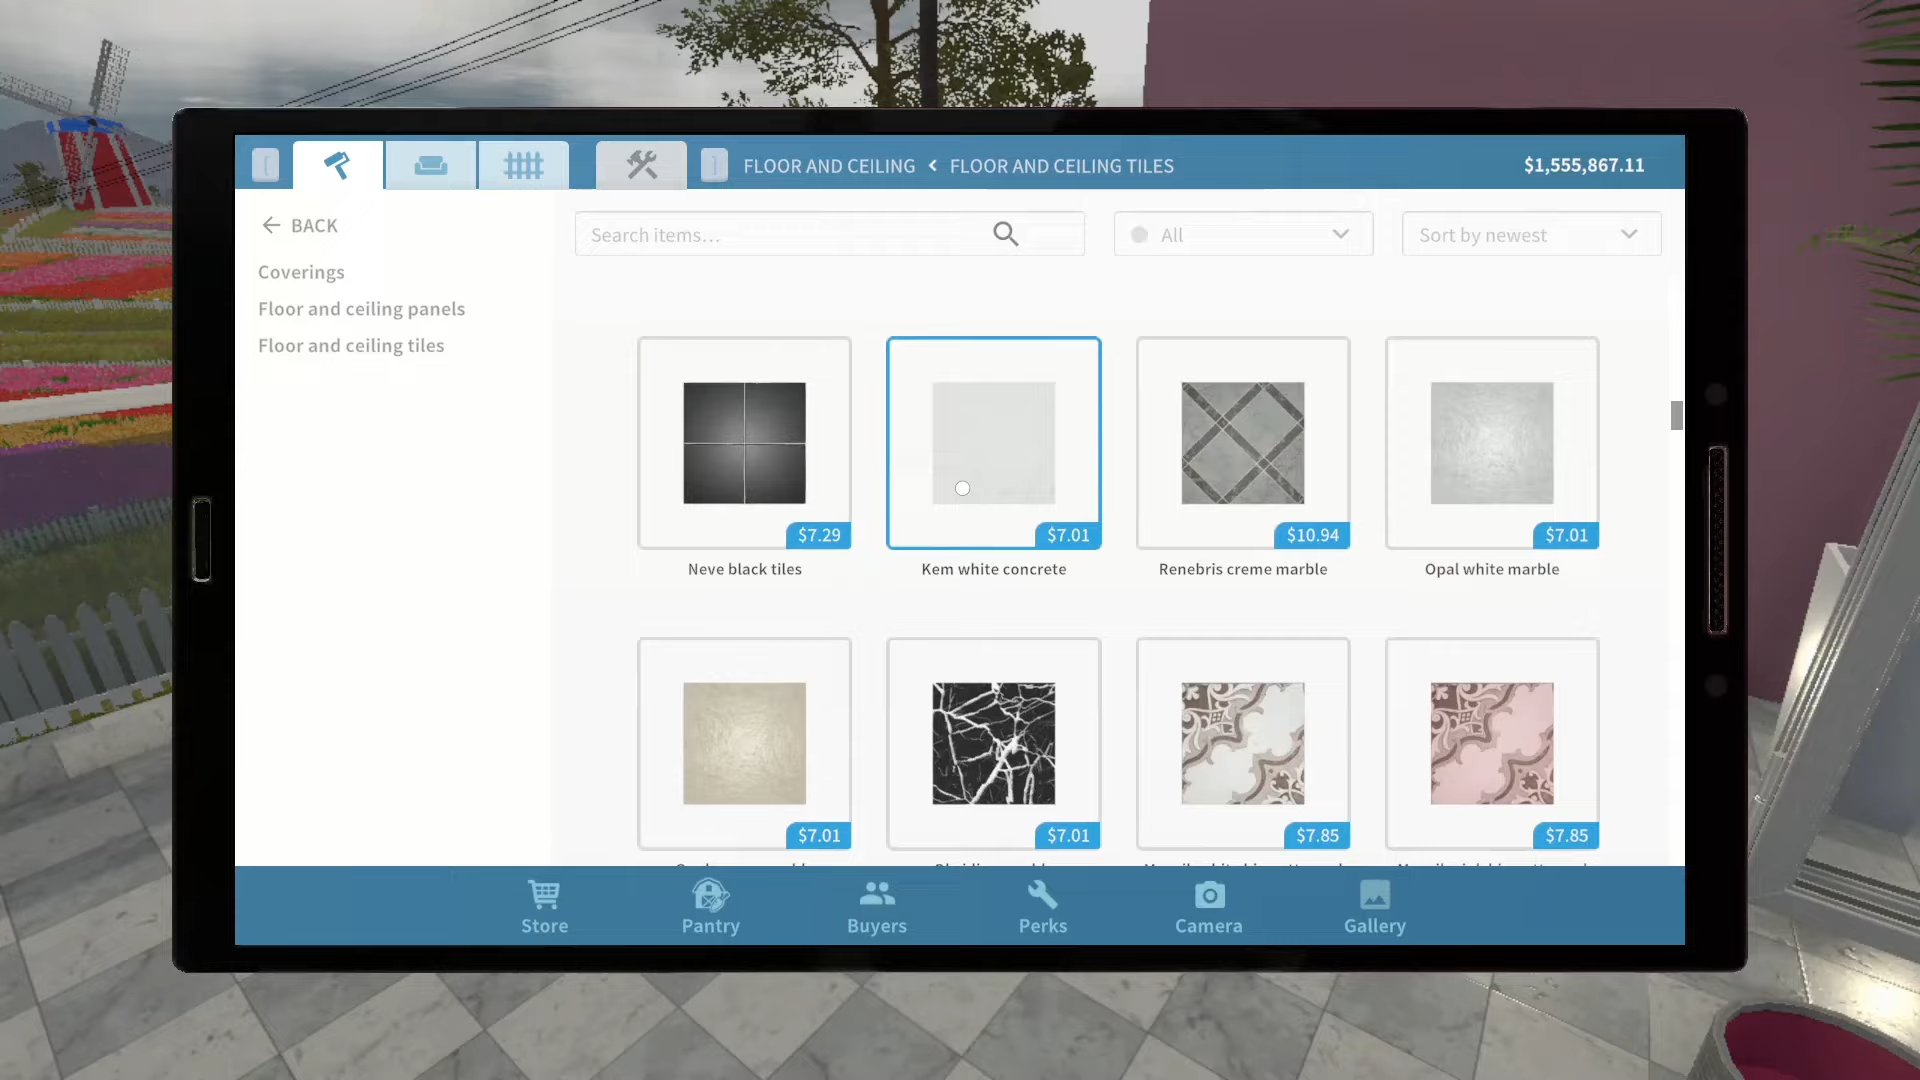 FLOOR AND CEILING < FLOOR AND CEILING TILES
$1,555,867.11
BACK
Coverings
Floor and ceiling panels
Floor and ceiling tiles
Search items...
All
Sort by newest
$7.29
$7.01
$10.94
$7.01
Neve black tiles
Kem white concrete
Renebris creme marble
Opal white marble
$7.01
$7.01
$7.85
$7.85
Store
Pantry
Buyers
Perks
Camera
Gallery